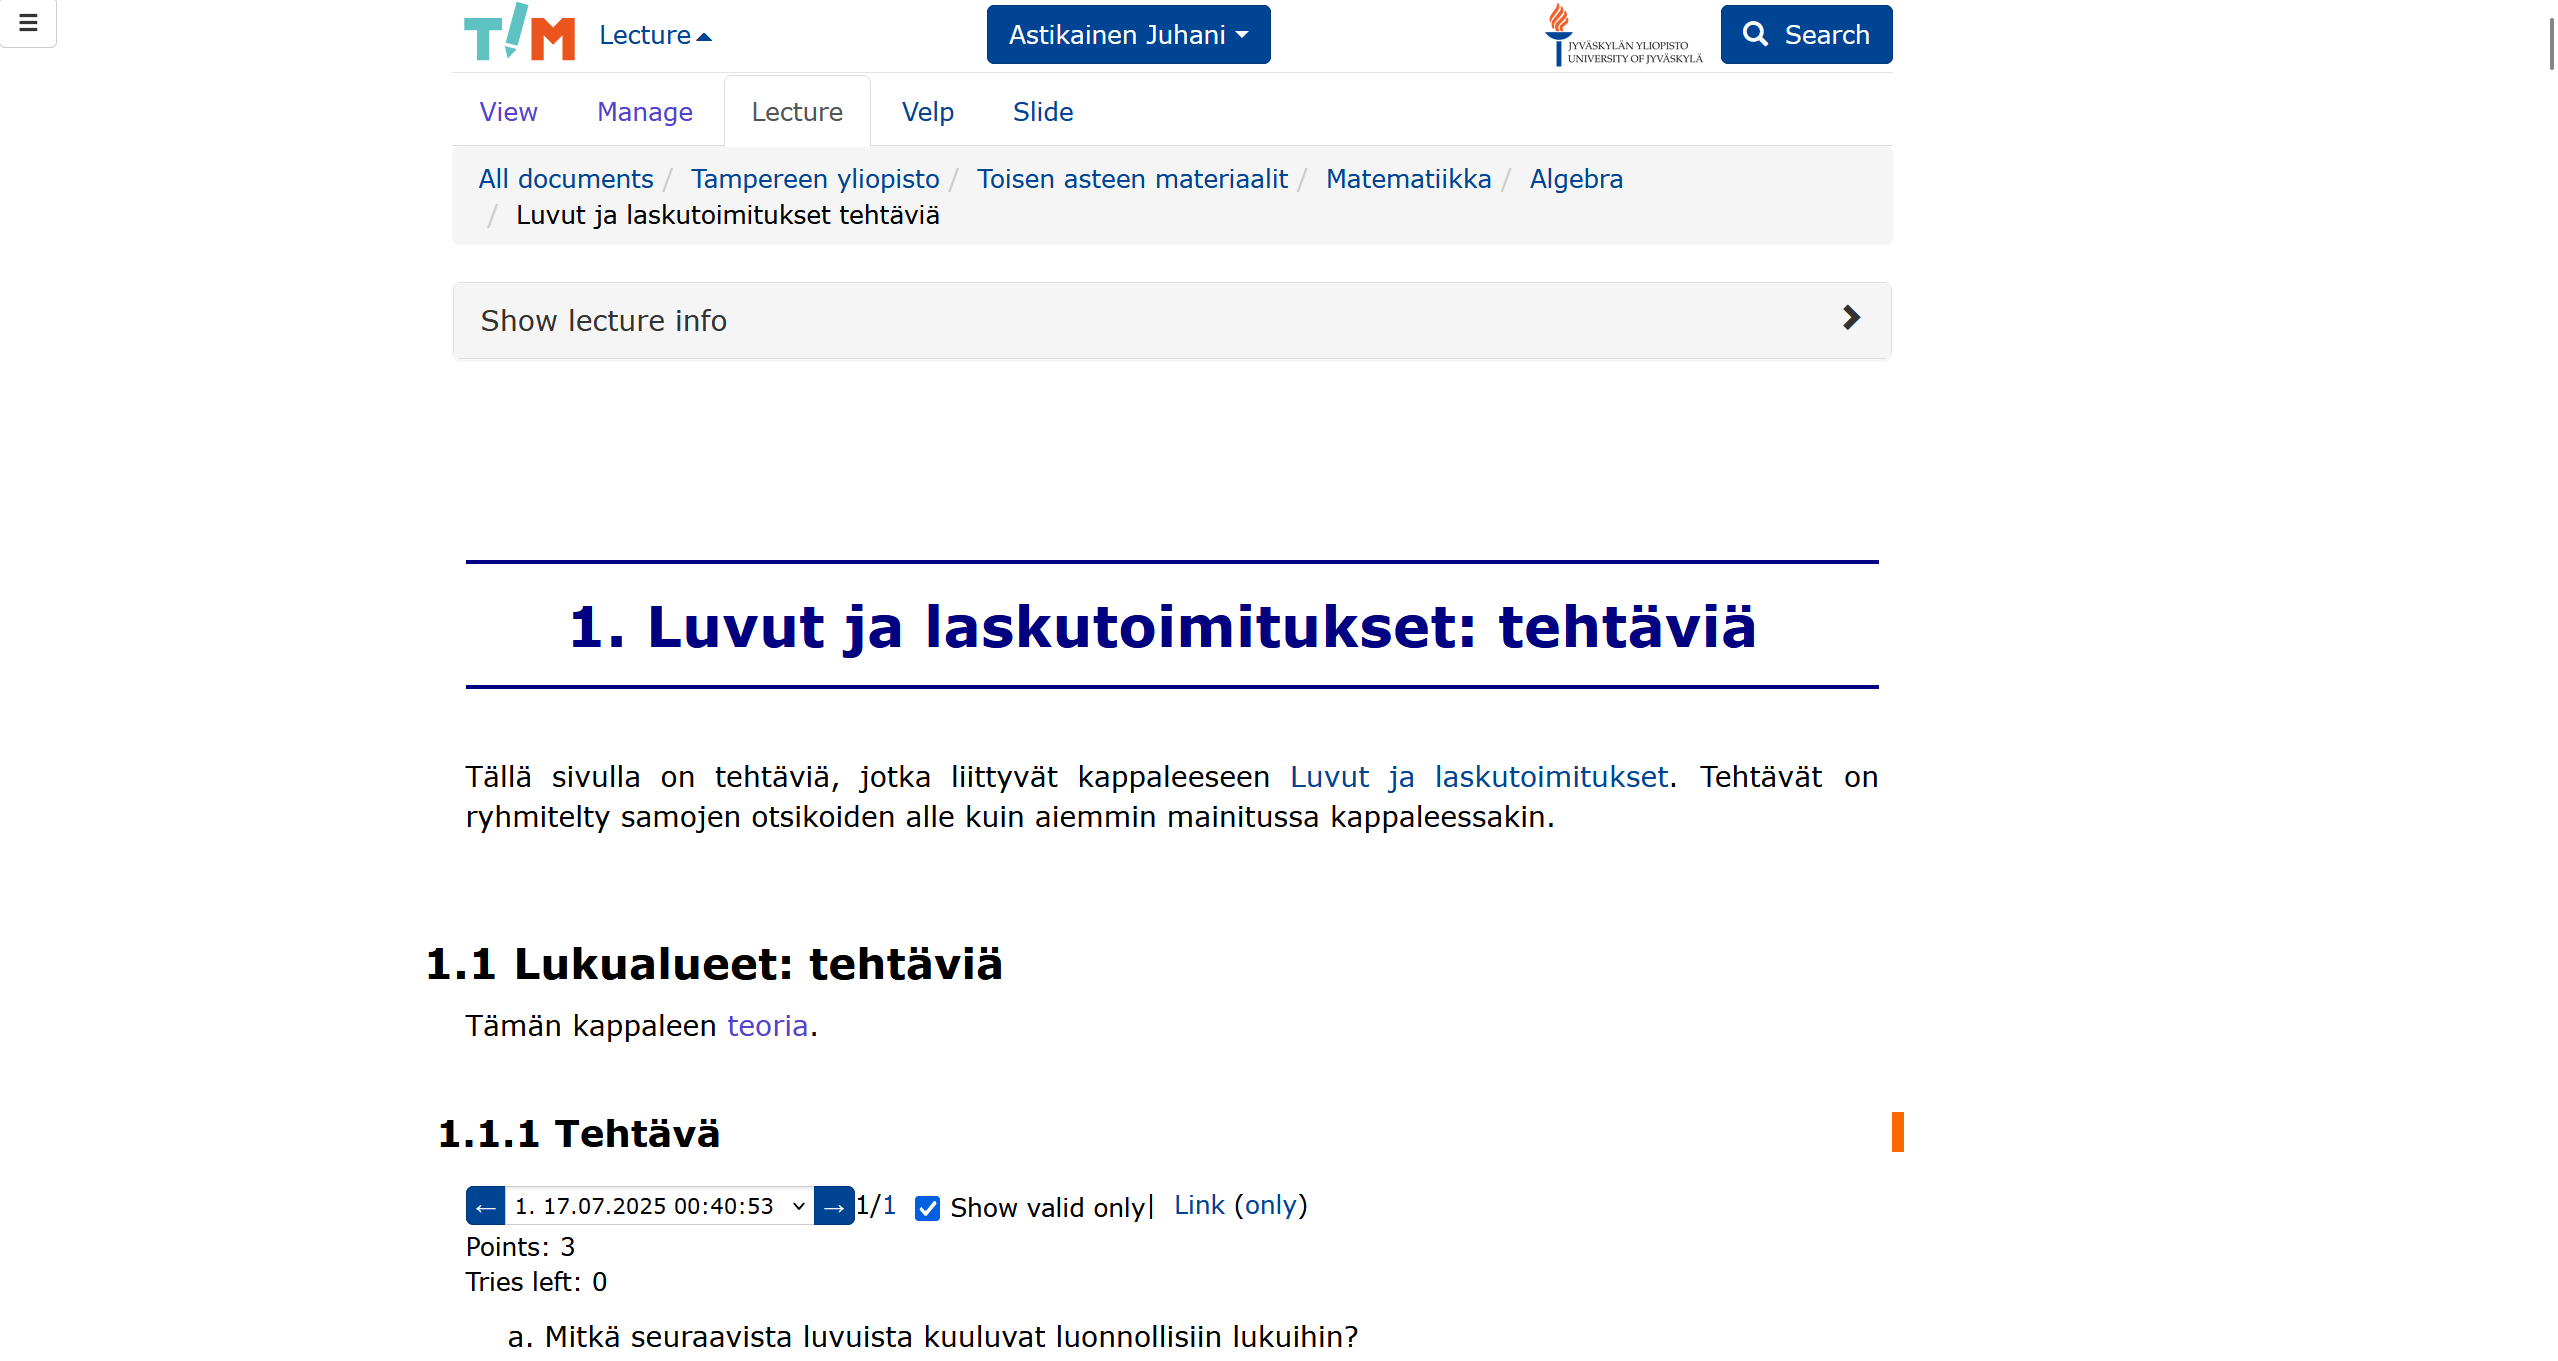 ☰
TIM Lecture Astikainen Juhani JYVÄSKYLÄN YLIOPISTO Search
UNIVERSITY OF JYVÄSKYLÄ
View Manage Lecture Velp Slide
All documents / Tampereen yliopisto / Toisen asteen materiaalit / Matematiikka / Algebra
/ Luvut ja laskutoimitukset tehtäviä
Show lecture info
1. Luvut ja laskutoimitukset: tehtäviä
Tällä sivulla on tehtäviä, jotka liittyvät kappaleeseen Luvut ja laskutoimitukset. Tehtävät on
ryhmitelty samojen otsikoiden alle kuin aiemmin mainitussa kappaleessakin.
1.1 Lukualueet: tehtäviä
Tämän kappaleen teoria.
1.1.1 Tehtävä
← 1. 17.07.2025 00:40:53 → 1/1 Show valid only| Link (only)
Points: 3
Tries left: 0
a. Mitkä seuraavista luvuista kuuluvat luonnollisiin lukuihin?